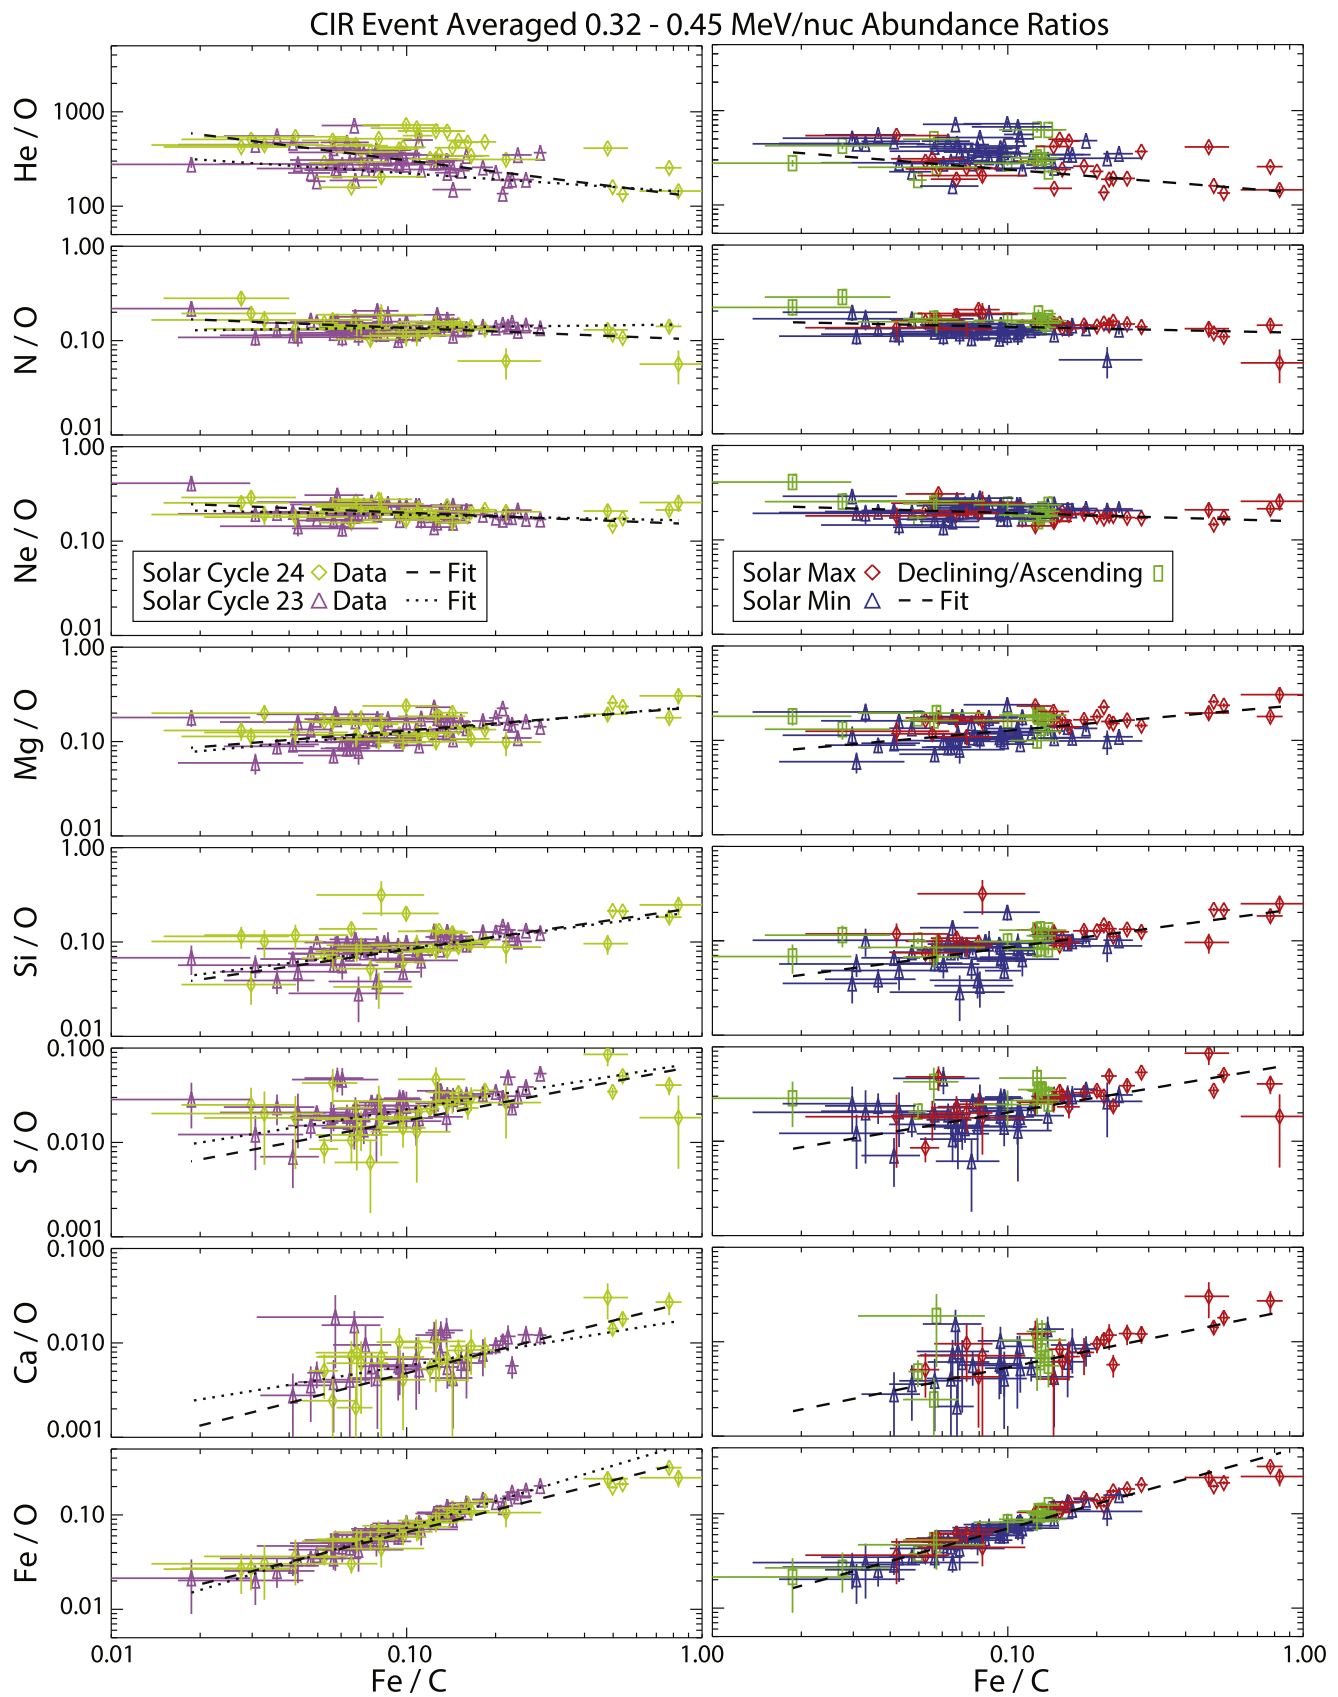 CIR Event Averaged 0.32 - 0.45 MeV/nuc Abundance Ratios
He / O
1000
100
N / O
1.00
0.10
0.01
Ne / O
1.00
0.10
0.01
Solar Cycle 24 Data Fit
Solar Cycle 23 Data Fit
Solar Max Declining/Ascending
Solar Min Fit
Mg / O
1.00
0.10
0.01
Si / O
1.00
0.10
0.01
S / O
0.100
0.010
0.001
Ca / O
0.100
0.010
0.001
Fe / O
0.10
0.01
0.01 0.10 1.00 0.10 1.00
Fe / C Fe / C